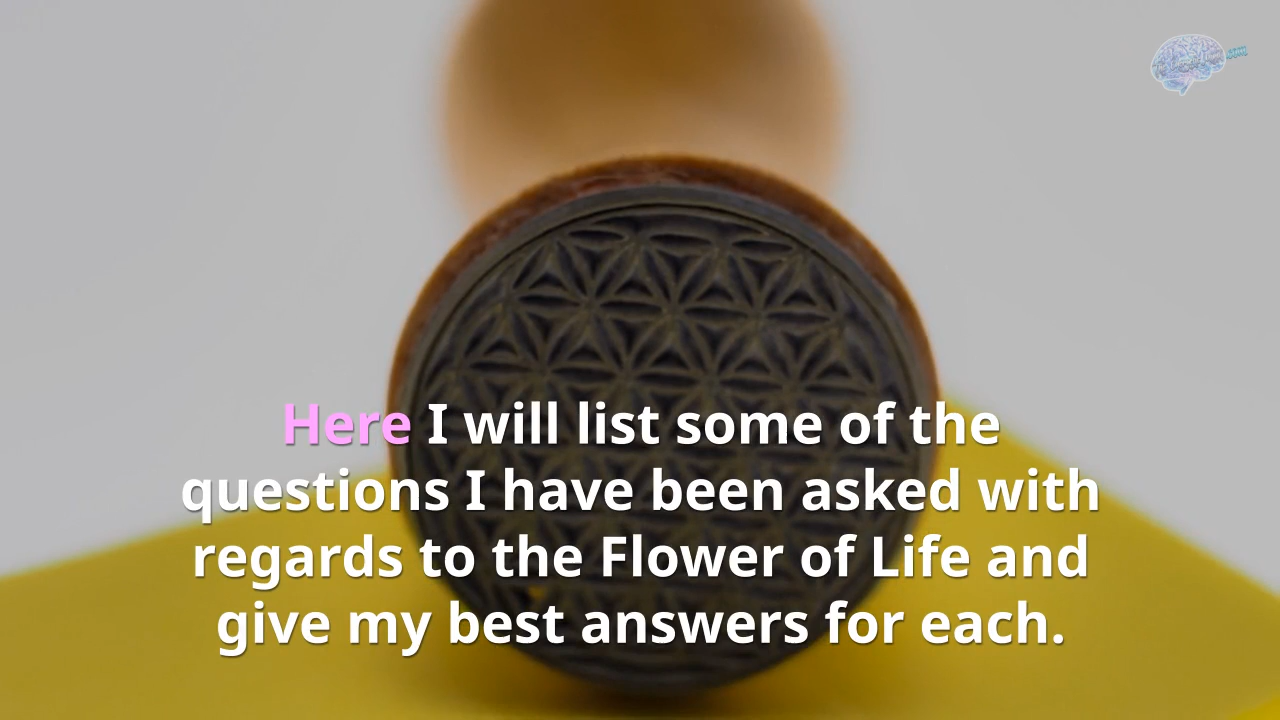 Here I will list some of the
questions I have been asked with
regards to the Flower of Life and
give my best answers for each.